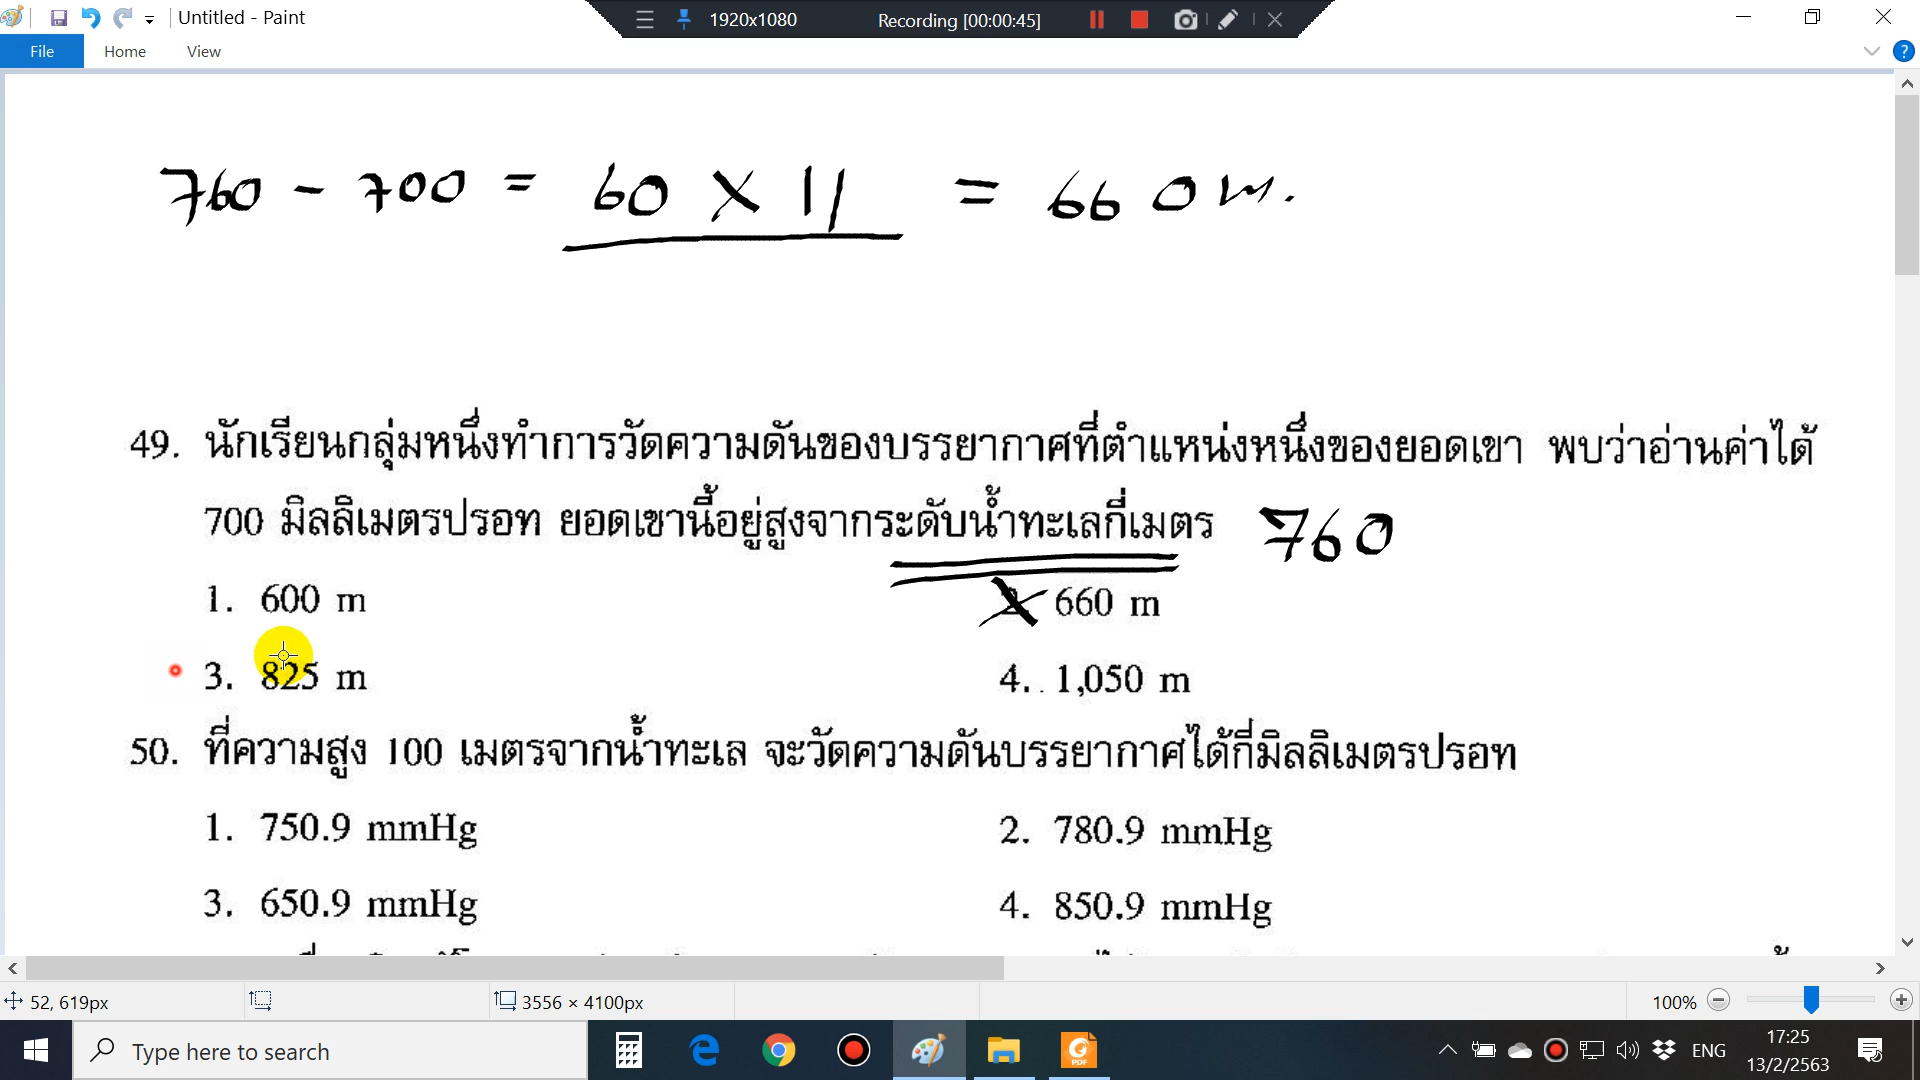 Untitled - Paint
1920x1080
Recording [00:00:45]
File
Home
View
760 - 700 = 60 X 11 = 660 m.
49. นักเรียนกลุ่มหนึ่งทำการวัดความดันของบรรยากาศที่ตำแหน่งหนึ่งของยอดเขา พบว่าอ่านค่าได้
700 มิลลิเมตรปรอท ยอดเขานี้อยู่สูงจากระดับน้ำทะเลกี่เมตร 760
1. 600 m
2. 660 m
3. 825 m
4. 1,050 m
50. ที่ความสูง 100 เมตรจากน้ำทะเล จะวัดความดันบรรยากาศได้กี่มิลลิเมตรปรอท
1. 750.9 mmHg
2. 780.9 mmHg
3. 650.9 mmHg
4. 850.9 mmHg
52, 619px
3556 × 4100px
100%
Type here to search
ENG
17:25
13/2/2563